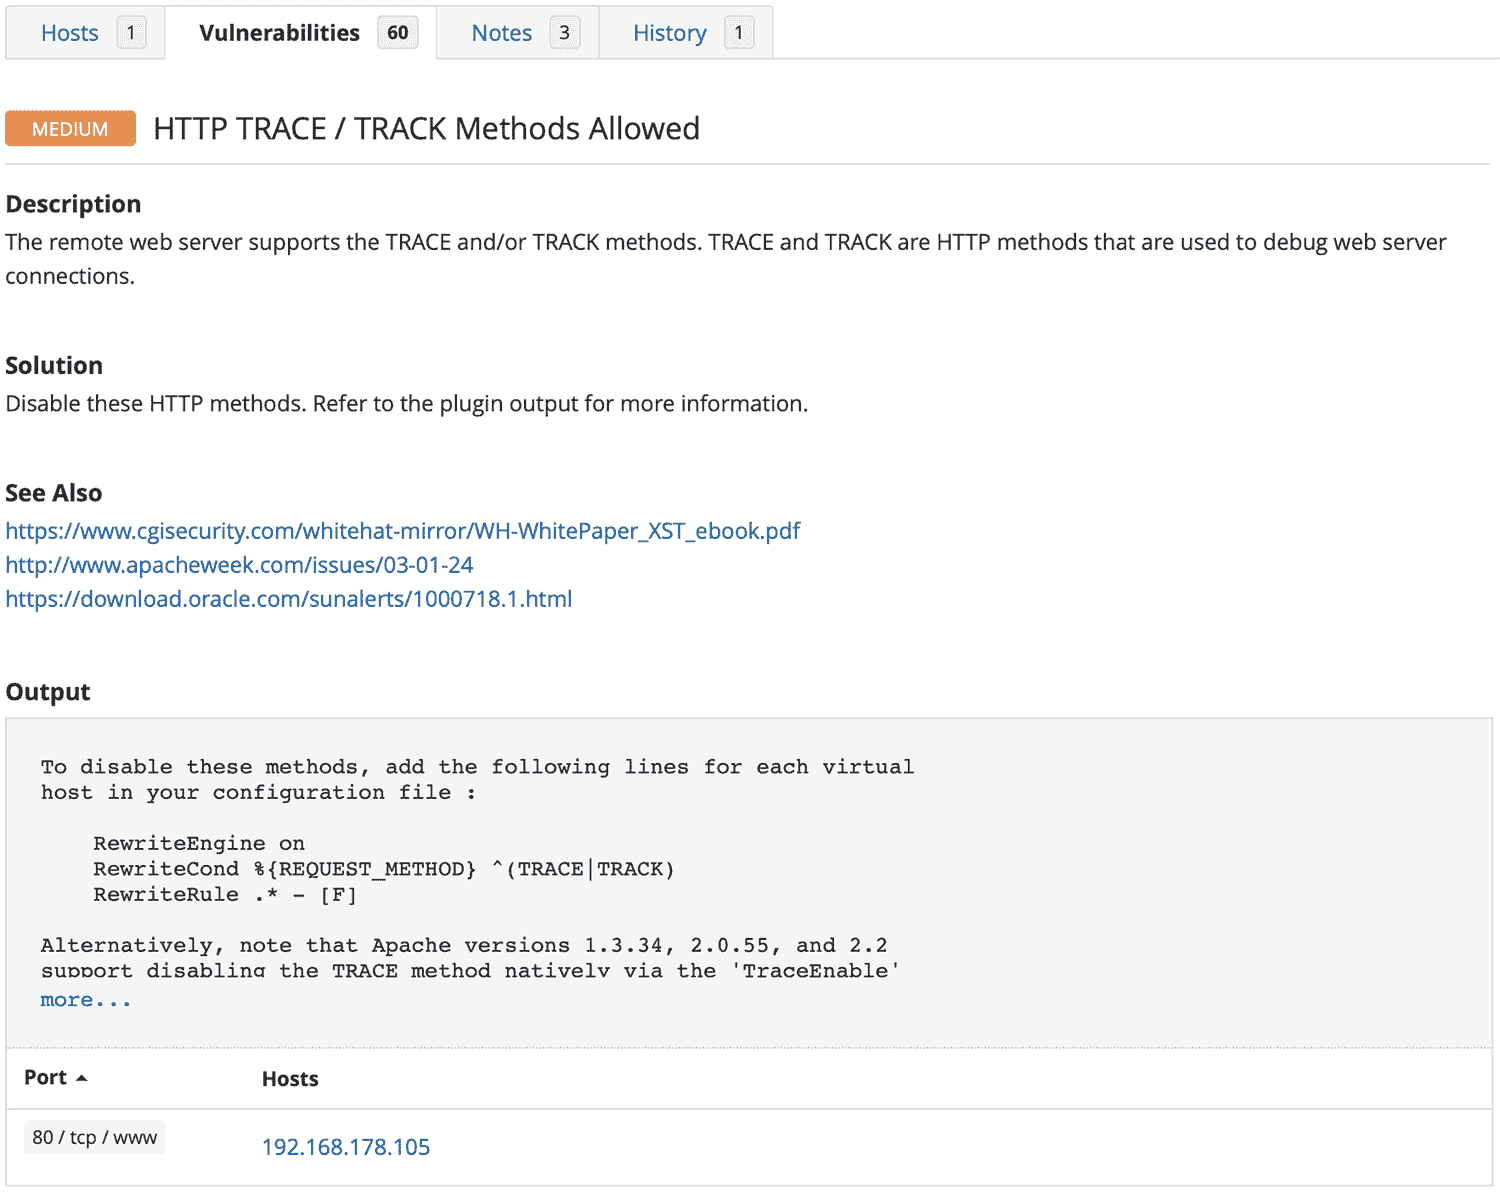 Hosts 1 Vulnerabilities 60 Notes 3 History 1
MEDIUM HTTP TRACE / TRACK Methods Allowed
Description
The remote web server supports the TRACE and/or TRACK methods. TRACE and TRACK are HTTP methods that are used to debug web server
connections.
Solution
Disable these HTTP methods. Refer to the plugin output for more information.
See Also
https://www.cgisecurity.com/whitehat-mirror/WH-WhitePaper_XST_ebook.pdf
http://www.apacheweek.com/issues/03-01-24
https://download.oracle.com/sunalerts/1000718.1.html
Output
To disable these methods, add the following lines for each virtual
host in your configuration file :
RewriteEngine on
RewriteCond %{REQUEST_METHOD} ^(TRACE|TRACK)
RewriteRule .* - [F]
Alternatively, note that Apache versions 1.3.34, 2.0.55, and 2.2
support disabling the TRACE method natively via the 'TraceEnable'
more...
Port Hosts
80 / tcp / www 192.168.178.105